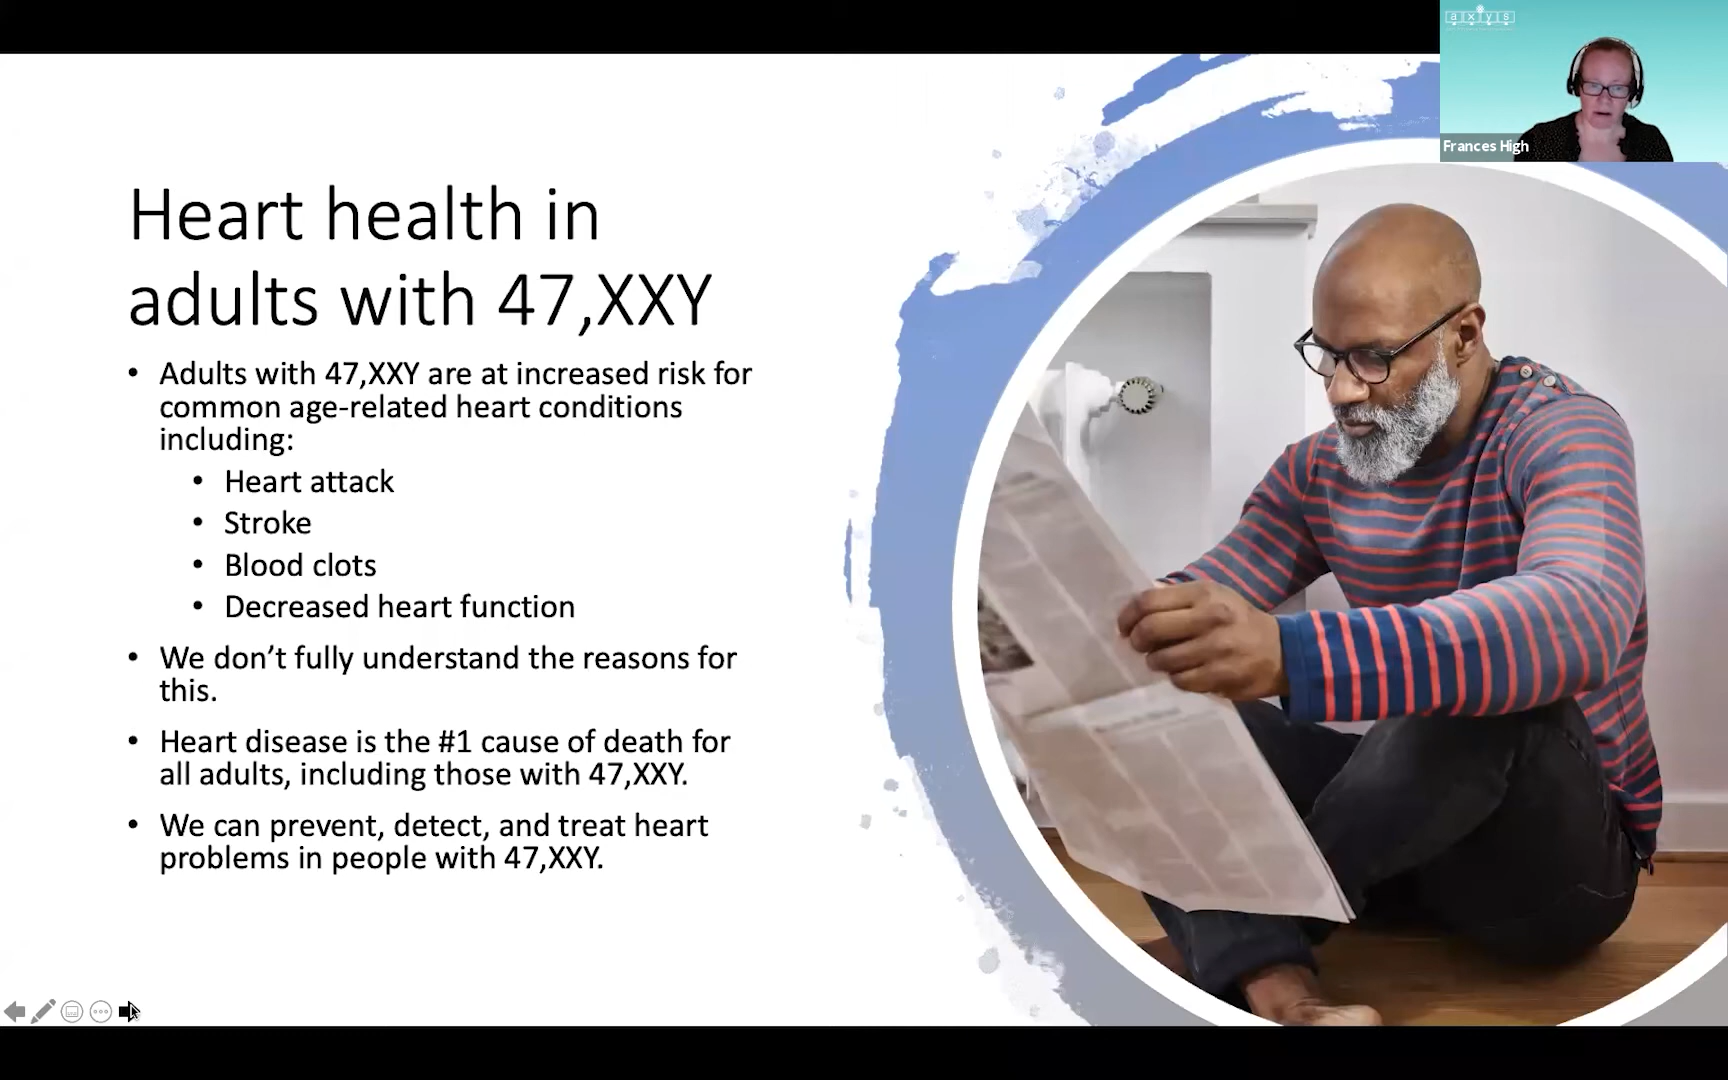 axys
Frances High
Heart health in
adults with 47,XXY
• Adults with 47,XXY are at increased risk for
common age-related heart conditions
including:
• Heart attack
• Stroke
• Blood clots
• Decreased heart function
• We don’t fully understand the reasons for
this.
• Heart disease is the #1 cause of death for
all adults, including those with 47,XXY.
• We can prevent, detect, and treat heart
problems in people with 47,XXY.